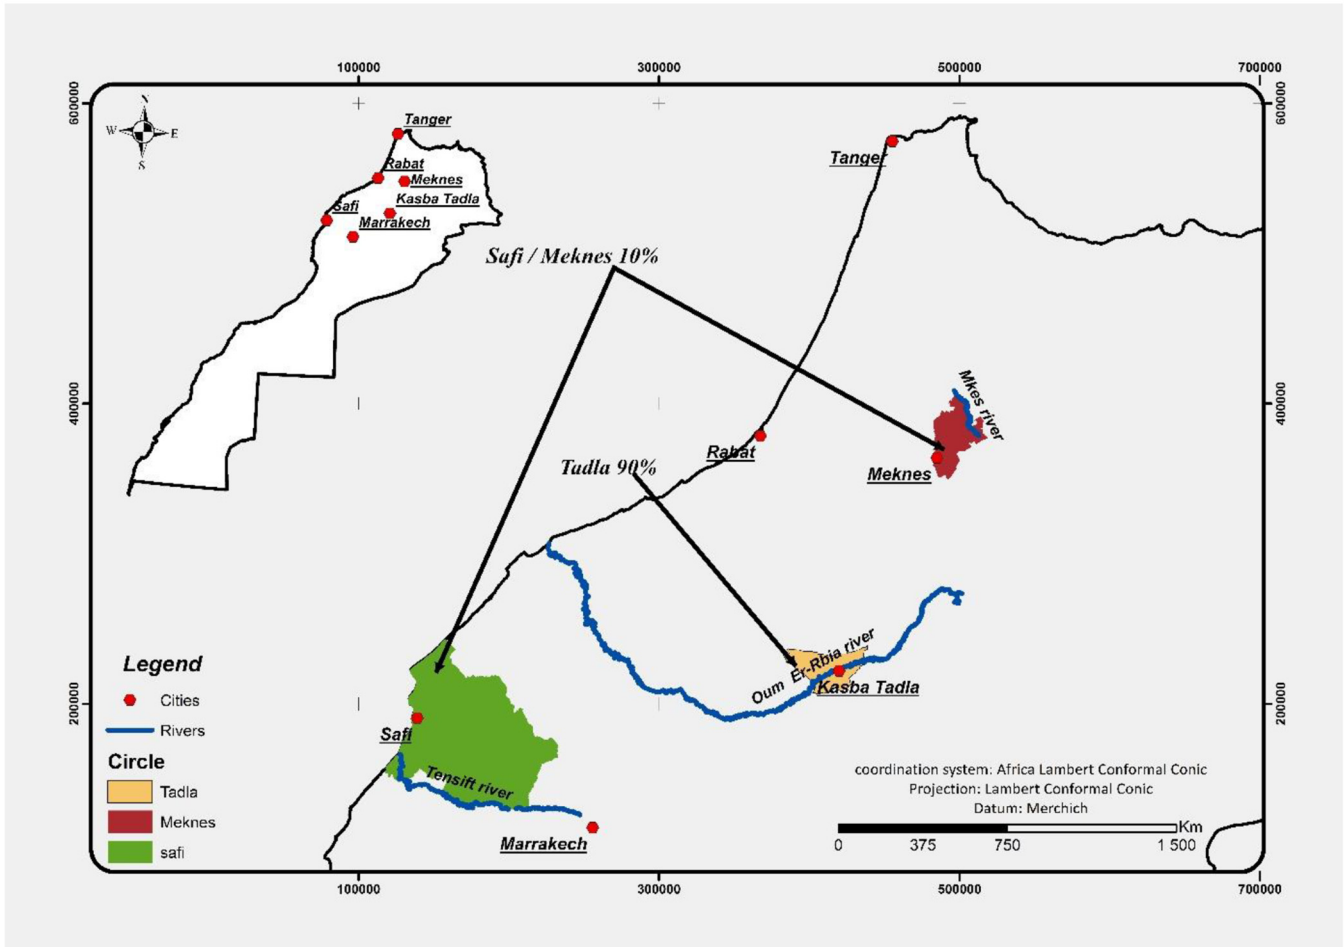 100000 300000 500000 700000
600000 600000
N
W E
S
Tanger
Rabat
Meknes
Kasba Tadla
Safi
Marrakech
Tanger
Safi / Meknes 10%
400000 400000
Mkes river
Rabat
Meknes
Tadla 90%
Oum Er-Rbia river
Kasba Tadla
200000 200000
Safi
Tensift river
Marrakech
Legend
Cities
Rivers
Circle
Tadla
Meknes
safi
coordination system: Africa Lambert Conformal Conic
Projection: Lambert Conformal Conic
Datum: Merchich
Km
0 375 750 1 500
100000 300000 500000 700000